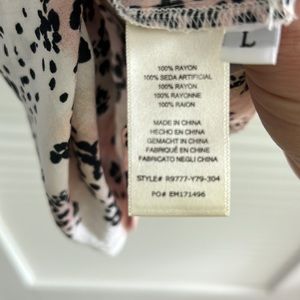 L
100% RAYON
100% SEDA ARTIFICIAL
100% RAYON
100% RAYONNE
100% RAION
MADE IN CHINA
HECHO EN CHINA
GEMACHT IN CHINA
FABRIQUÉ EN CHINE
FABRICATO NEGLI CHINA
STYLE# R9777-Y79-304
PO# EM171496